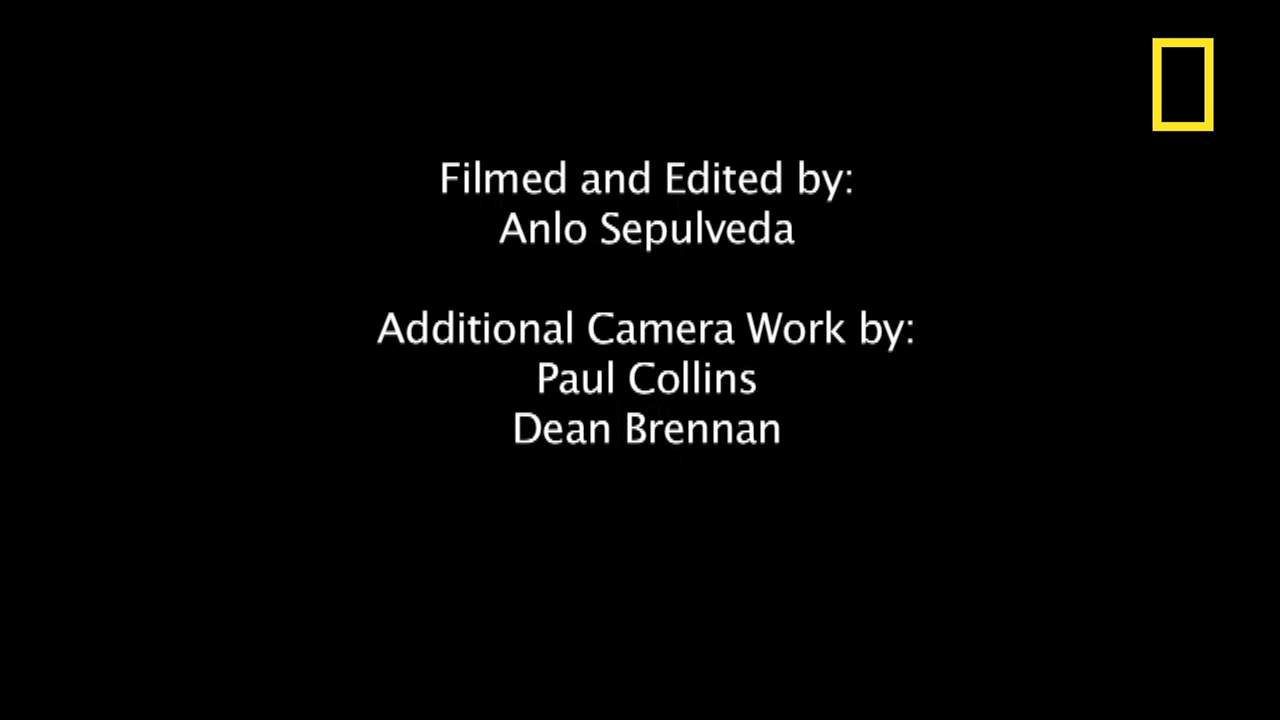 Filmed and Edited by:
Anlo Sepulveda
Additional Camera Work by:
Paul Collins
Dean Brennan